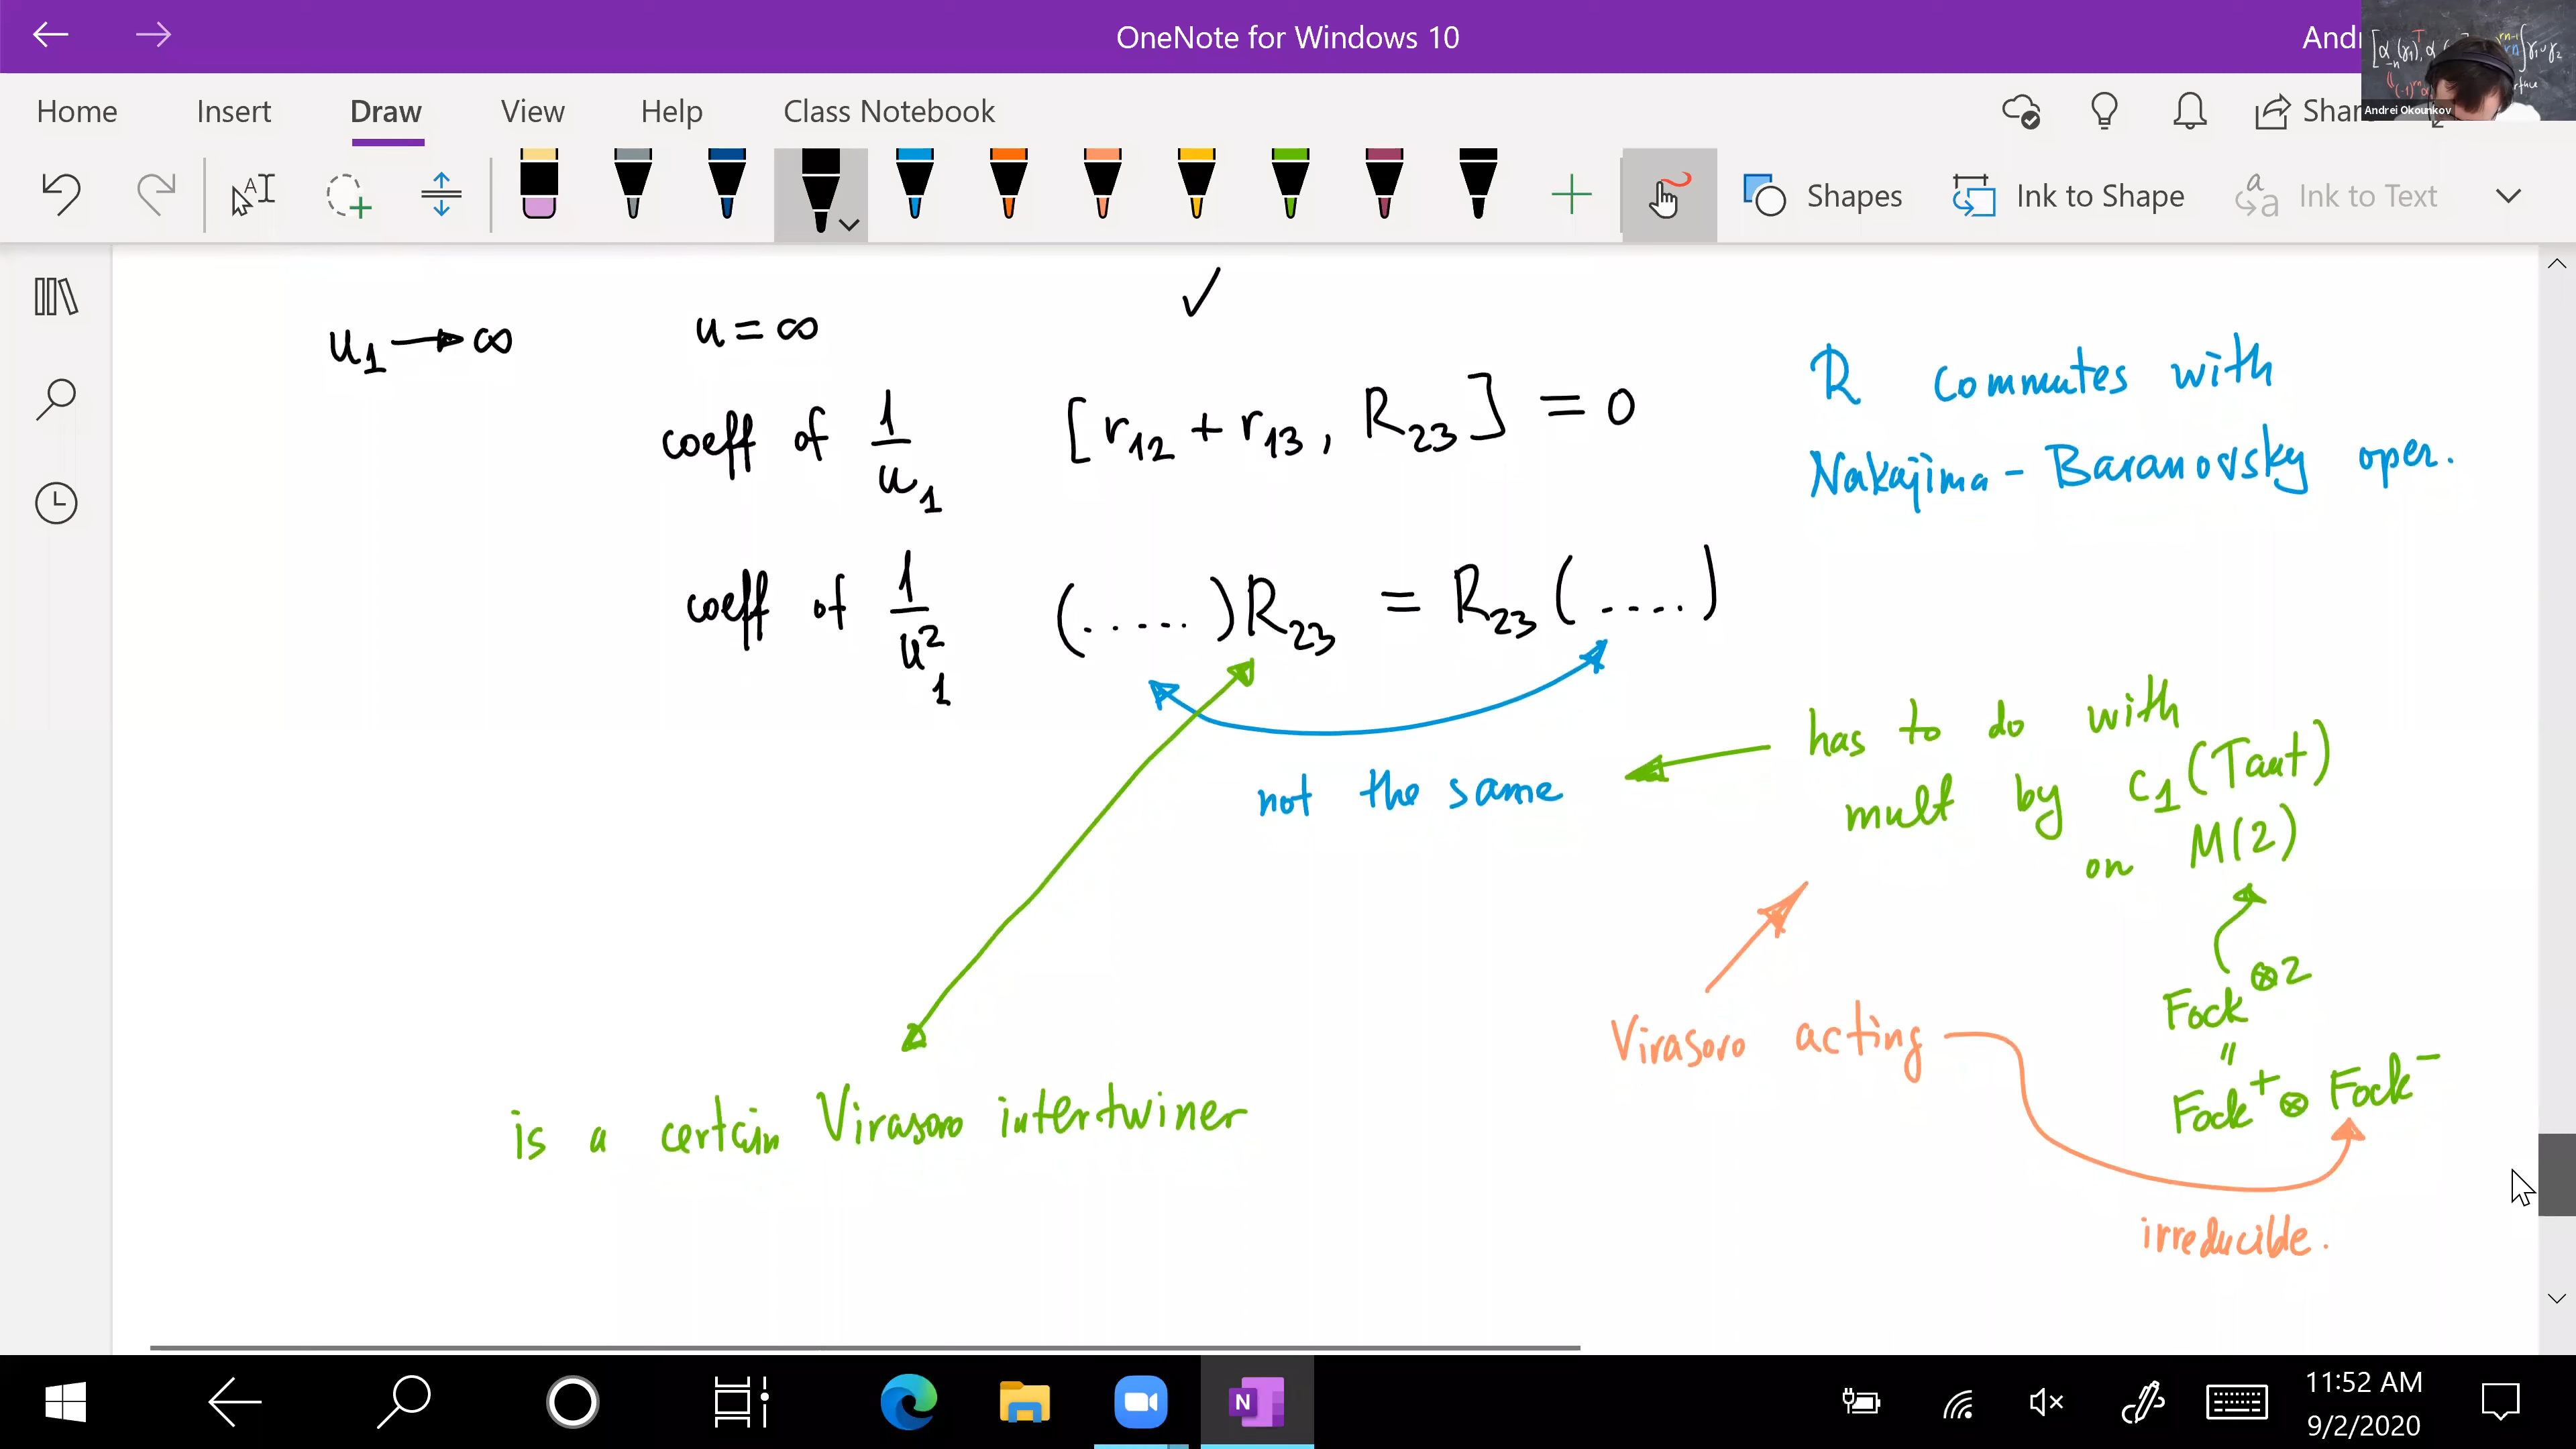 OneNote for Windows 10
Andrei Okounkov
Home Insert Draw View Help Class Notebook
Shapes Ink to Shape Ink to Text
✓
u₁ → ∞ u = ∞
coeff of 1/u₁ [r₁₂ + r₁₃, R₂₃] = 0
R commutes with
Nakajima - Baranovsky oper.
coeff of 1/u₁² (.....) R₂₃ = R₂₃ (....)
not the same
has to do with
mult by c₁ (Taut)
on M(2)
Fock ⊗2
"
Fock⁺ ⊗ Fock⁻
Virasoro acting
irreducible.
is a certain Virasoro intertwiner
11:52 AM
9/2/2020